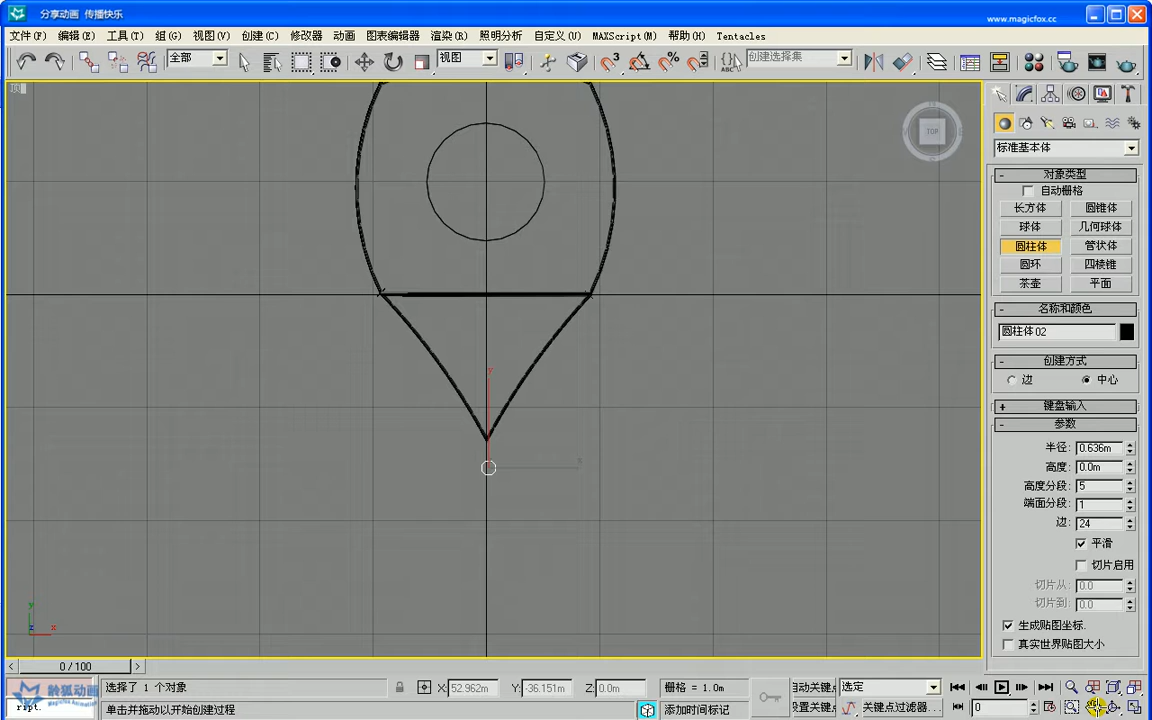 分享动画 传播快乐
www.magicfox.cc
文件(F) 编辑(E) 工具(T) 组(G) 视图(V) 创建(C) 修改器 动画 图表编辑器 渲染(R) 照明分析 自定义(U) MAXScript(M) 帮助(H) Tentacles
全部 视图 创建选择集
顶
TOP
标准基本体
- 对象类型
自动栅格
长方体 圆锥体
球体 几何球体
圆柱体 管状体
圆环 四棱锥
茶壶 平面
- 名称和颜色
圆柱体02
- 创建方式
边 中心
+ 键盘输入
- 参数
半径: 0.636m
高度: 0.0m
高度分段: 5
端面分段: 1
边: 24
平滑
切片启用
切片从: 0.0
切片到: 0.0
生成贴图坐标.
真实世界贴图大小
y
x
y
z x
< 0 / 100 >
选择了 1 个对象 X: 52.962m Y: -36.151m Z: 0.0m 栅格 = 1.0m 自动关键点 选定
单击并拖动以开始创建过程 添加时间标记 设置关键点 关键点过滤器... 0